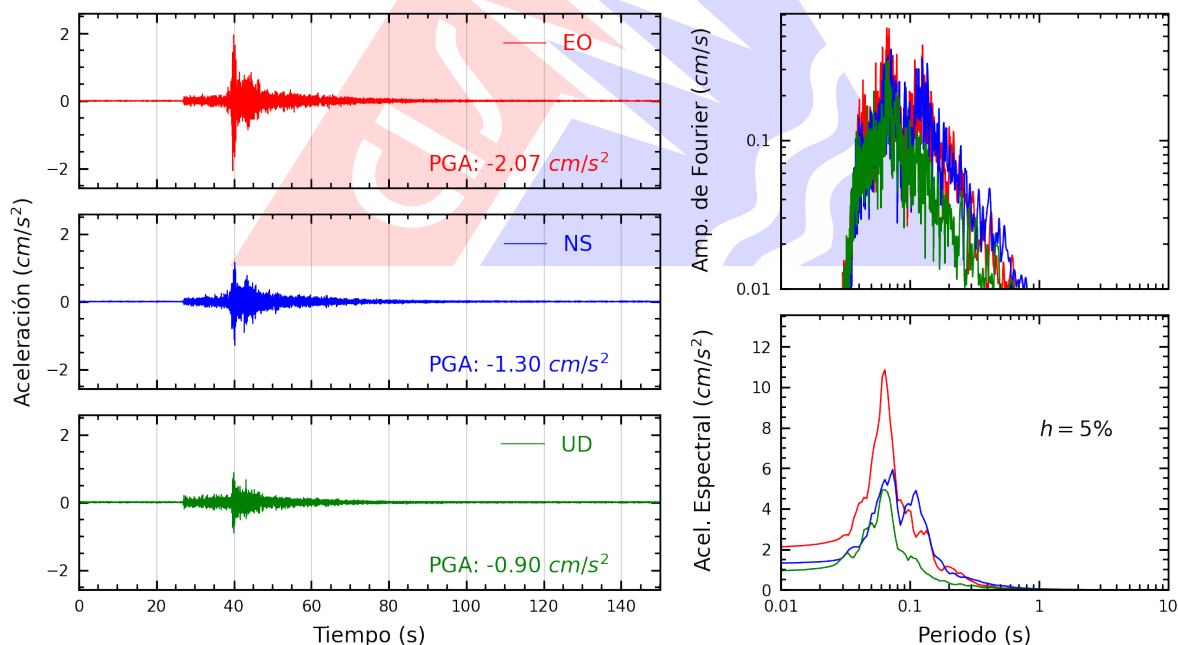 Aceleración (cm/s²)
2
0
−2
EO
PGA: -2.07 cm/s²
2
0
−2
NS
PGA: -1.30 cm/s²
2
0
−2
UD
PGA: -0.90 cm/s²
0 20 40 60 80 100 120 140
Tiempo (s)
Amp. de Fourier (cm/s)
0.1
0.01
Acel. Espectral (cm/s²)
12
10
8
6
4
2
0
h = 5%
0.01 0.1 1 10
Periodo (s)